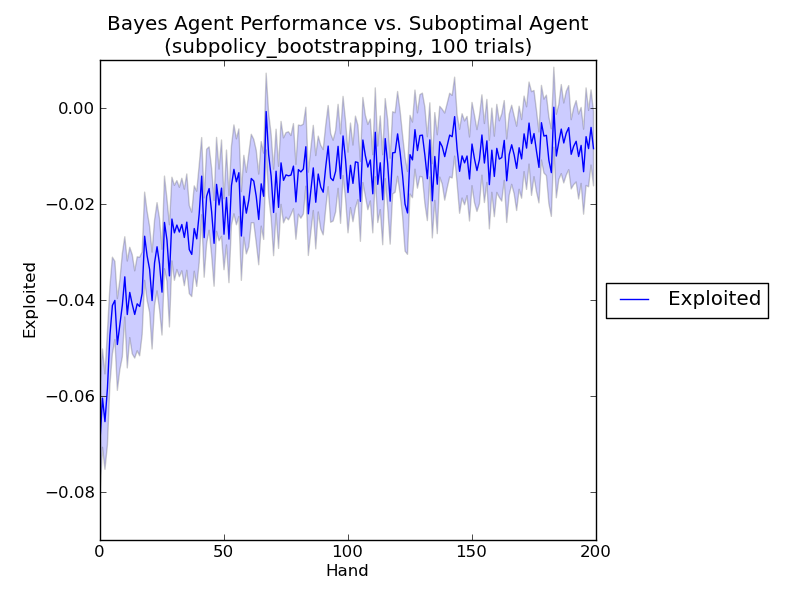 Bayes Agent Performance vs. Suboptimal Agent
(subpolicy_bootstrapping, 100 trials)
0.00
−0.02
−0.04
−0.06
−0.08
Exploited
0 50 100 150 200
Hand
Exploited